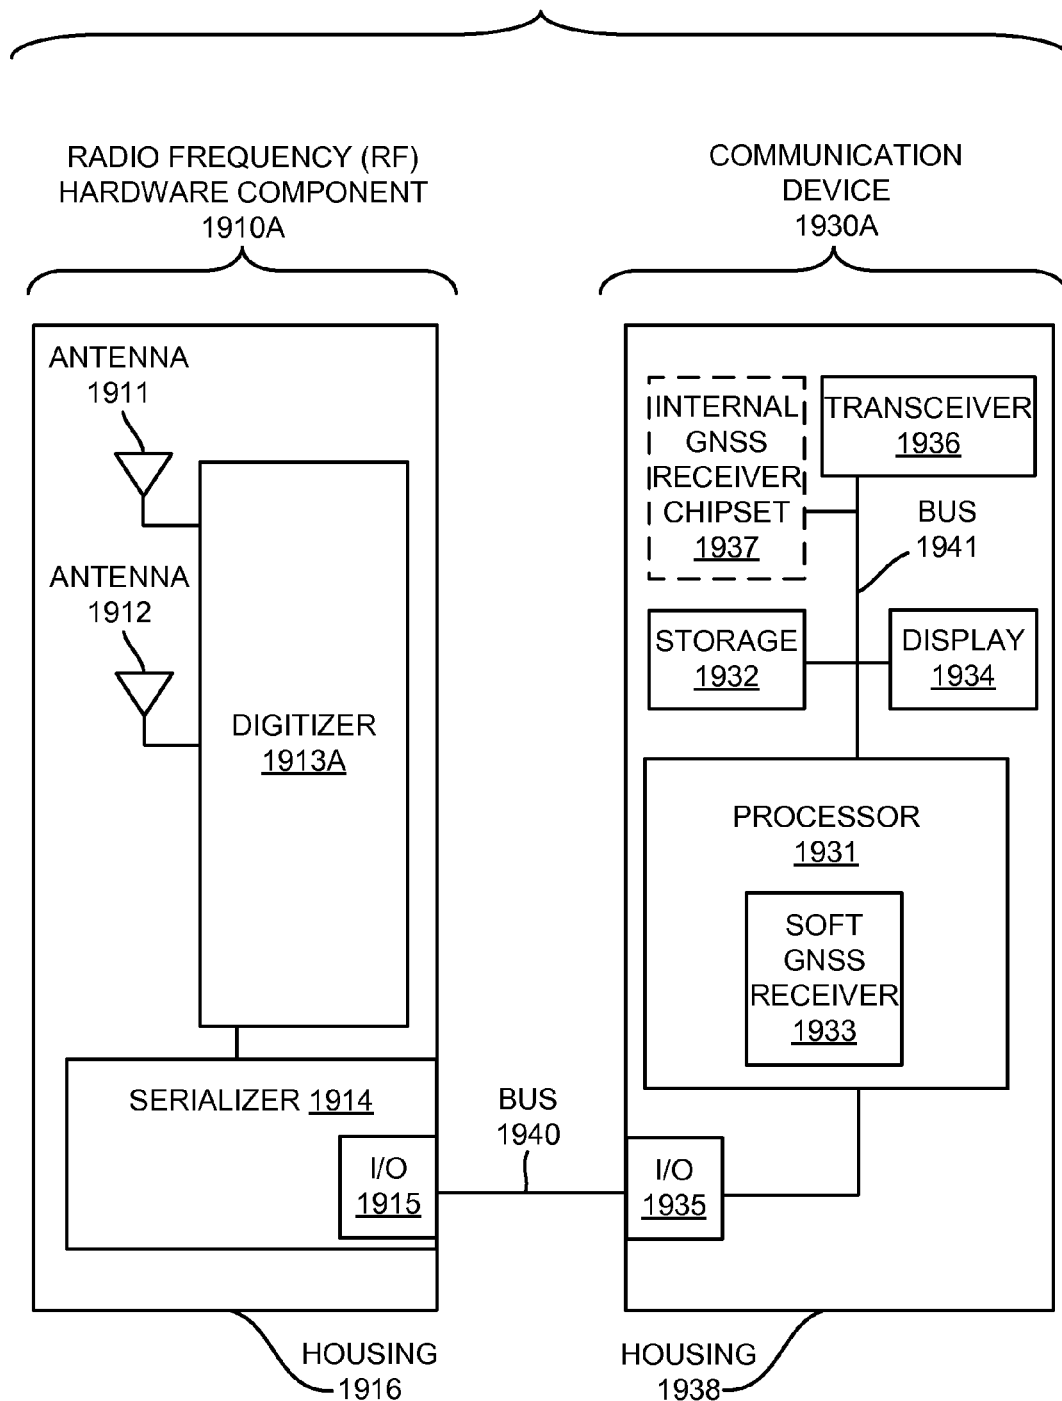 RADIO FREQUENCY (RF)
HARDWARE COMPONENT
1910A
COMMUNICATION
DEVICE
1930A
ANTENNA
1911
ANTENNA
1912
DIGITIZER
1913A
SERIALIZER 1914
I/O
1915
HOUSING
1916
BUS
1940
INTERNAL
GNSS
RECEIVER
CHIPSET
1937
TRANSCEIVER
1936
BUS
1941
STORAGE
1932
DISPLAY
1934
PROCESSOR
1931
SOFT
GNSS
RECEIVER
1933
I/O
1935
HOUSING
1938